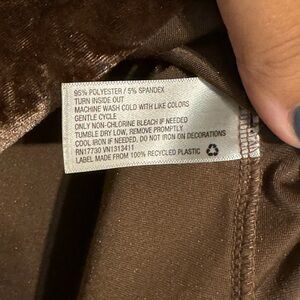 95% POLYESTER / 5% SPANDEX
TURN INSIDE OUT
MACHINE WASH COLD WITH LIKE COLORS
GENTLE CYCLE
ONLY NON-CHLORINE BLEACH IF NEEDED
TUMBLE DRY LOW, REMOVE PROMPTLY,
COOL IRON IF NEEDED, DO NOT IRON ON DECORATIONS
RN17730 VN1313411
LABEL MADE FROM 100% RECYCLED PLASTIC